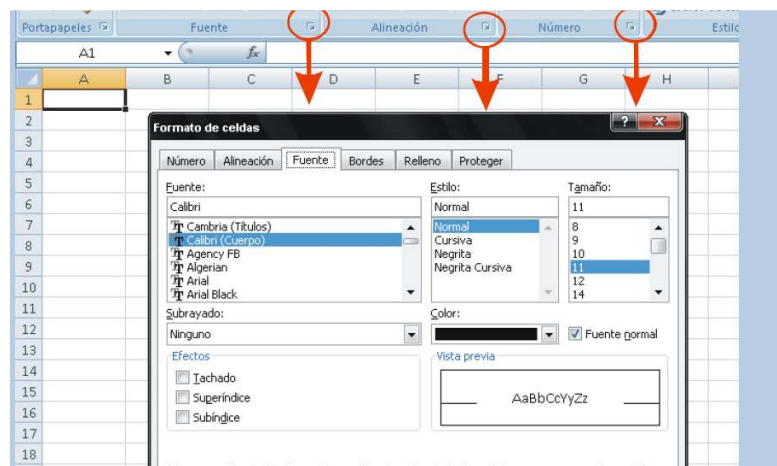 Portapapeles Fuente Alineación Número Estilo
A1 fx
A B C D E F G H
1
2
Formato de celdas ? X
3
4
Número Alineación Fuente Bordes Relleno Proteger
5
Fuente: Estilo: Tamaño:
6
Calibri Normal 11
7
Cambria (Títulos) Normal 8
8
Calibri (Cuerpo) Cursiva 9
Agency FB Negrita 10
9
Algerian Negrita Cursiva 11
10
Arial 12
Arial Black 14
11
Subrayado: Color:
12
Ninguno Fuente normal
13
Efectos Vista previa
14
Tachado
15
Superíndice AaBbCcYyZz
16
Subíndice
17
18